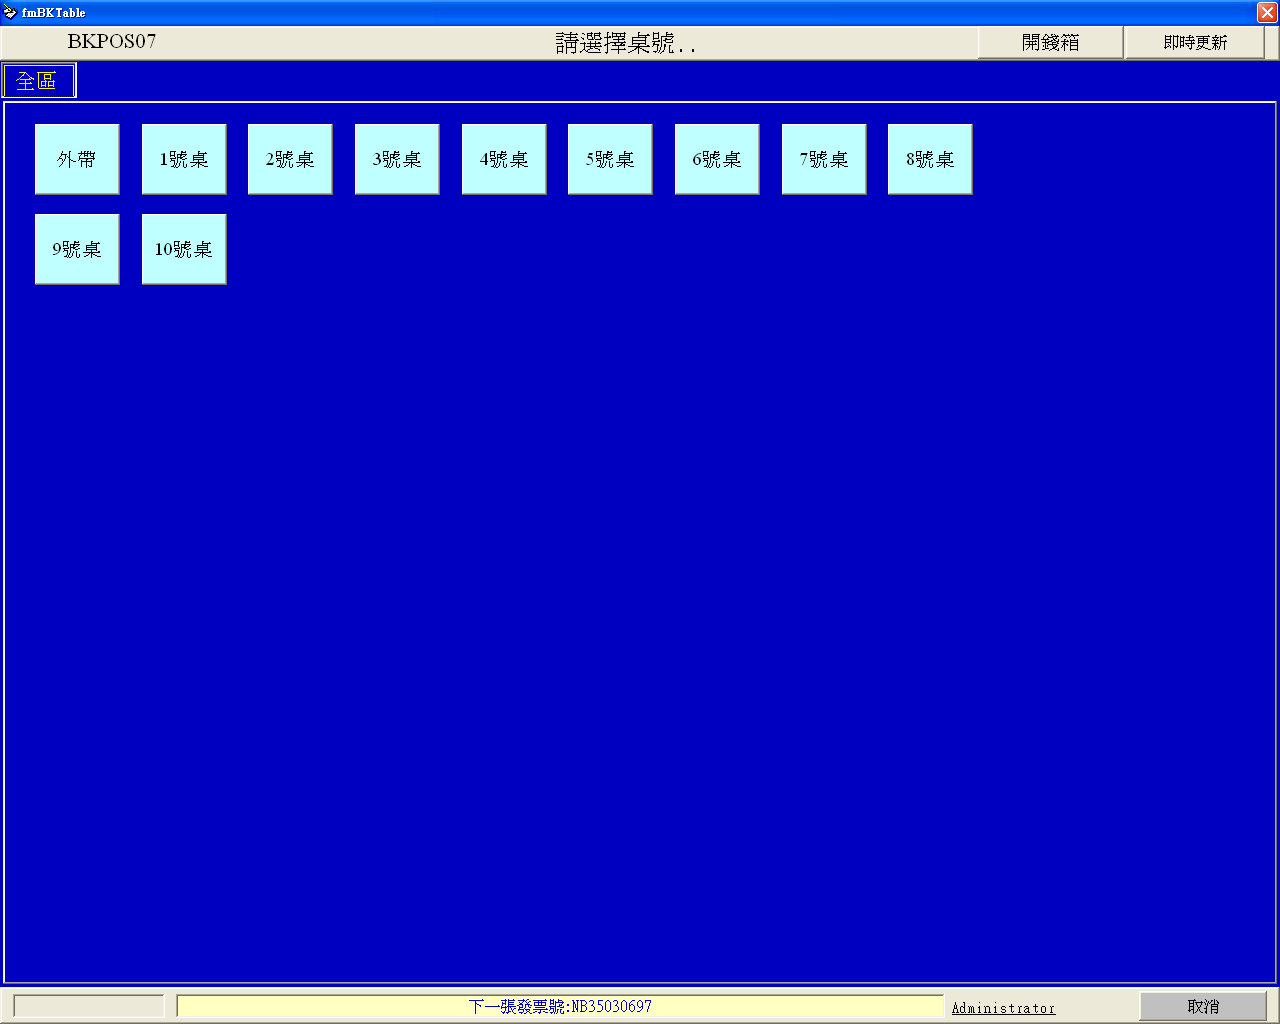 fmBKTable
BKPOS07 請選擇桌號.. 開錢箱 即時更新
全區
外帶 1號桌 2號桌 3號桌 4號桌 5號桌 6號桌 7號桌 8號桌
9號桌 10號桌
下一張發票號:NB35030697 Administrator 取消